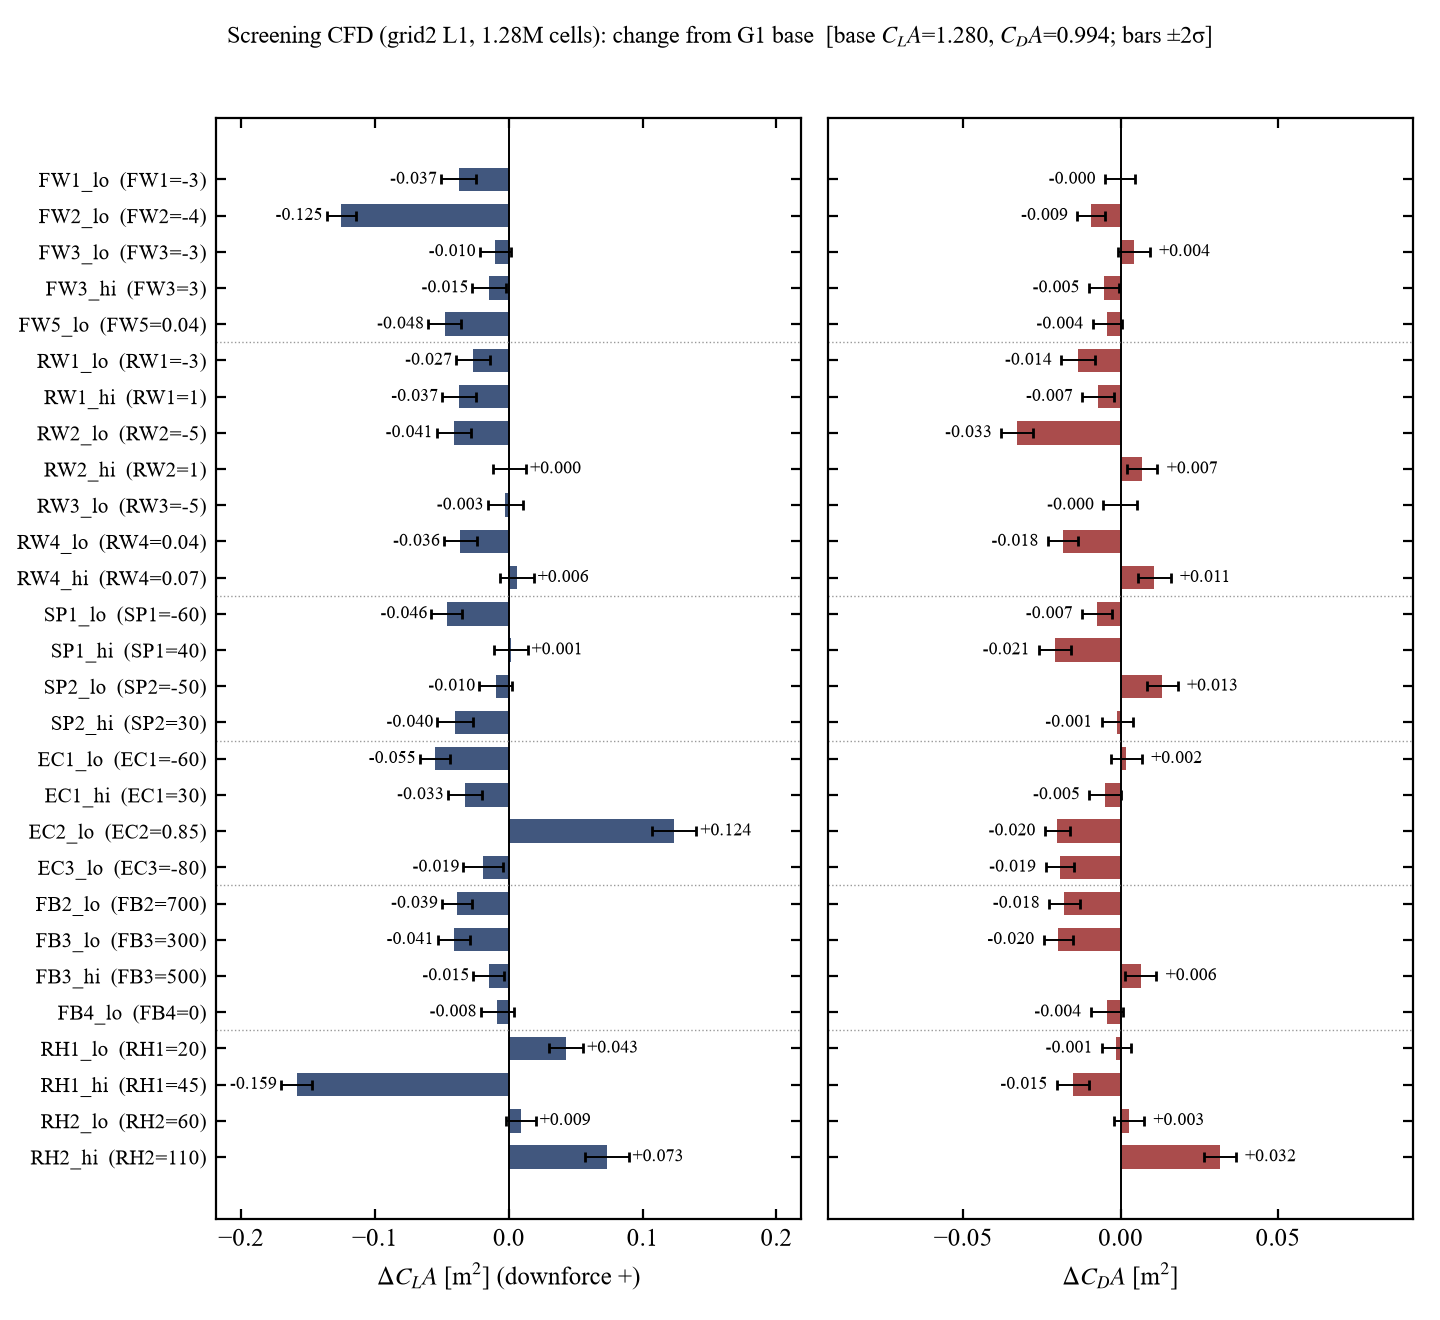 Screening CFD (grid2 L1, 1.28M cells): change from G1 base [base C_LA=1.280, C_DA=0.994; bars ±2σ]
FW1_lo (FW1=-3) -0.037 -0.000
FW2_lo (FW2=-4) -0.125 -0.009
FW3_lo (FW3=-3) -0.010 +0.004
FW3_hi (FW3=3) -0.015 -0.005
FW5_lo (FW5=0.04) -0.048 -0.004
RW1_lo (RW1=-3) -0.027 -0.014
RW1_hi (RW1=1) -0.037 -0.007
RW2_lo (RW2=-5) -0.041 -0.033
RW2_hi (RW2=1) +0.000 +0.007
RW3_lo (RW3=-5) -0.003 -0.000
RW4_lo (RW4=0.04) -0.036 -0.018
RW4_hi (RW4=0.07) +0.006 +0.011
SP1_lo (SP1=-60) -0.046 -0.007
SP1_hi (SP1=40) +0.001 -0.021
SP2_lo (SP2=-50) -0.010 +0.013
SP2_hi (SP2=30) -0.040 -0.001
EC1_lo (EC1=-60) -0.055 +0.002
EC1_hi (EC1=30) -0.033 -0.005
EC2_lo (EC2=0.85) +0.124 -0.020
EC3_lo (EC3=-80) -0.019 -0.019
FB2_lo (FB2=700) -0.039 -0.018
FB3_lo (FB3=300) -0.041 -0.020
FB3_hi (FB3=500) -0.015 +0.006
FB4_lo (FB4=0) -0.008 -0.004
RH1_lo (RH1=20) +0.043 -0.001
RH1_hi (RH1=45) -0.159 -0.015
RH2_lo (RH2=60) +0.009 +0.003
RH2_hi (RH2=110) +0.073 +0.032
−0.2 −0.1 0.0 0.1 0.2 −0.05 0.00 0.05
ΔC_LA [m²] (downforce +) ΔC_DA [m²]